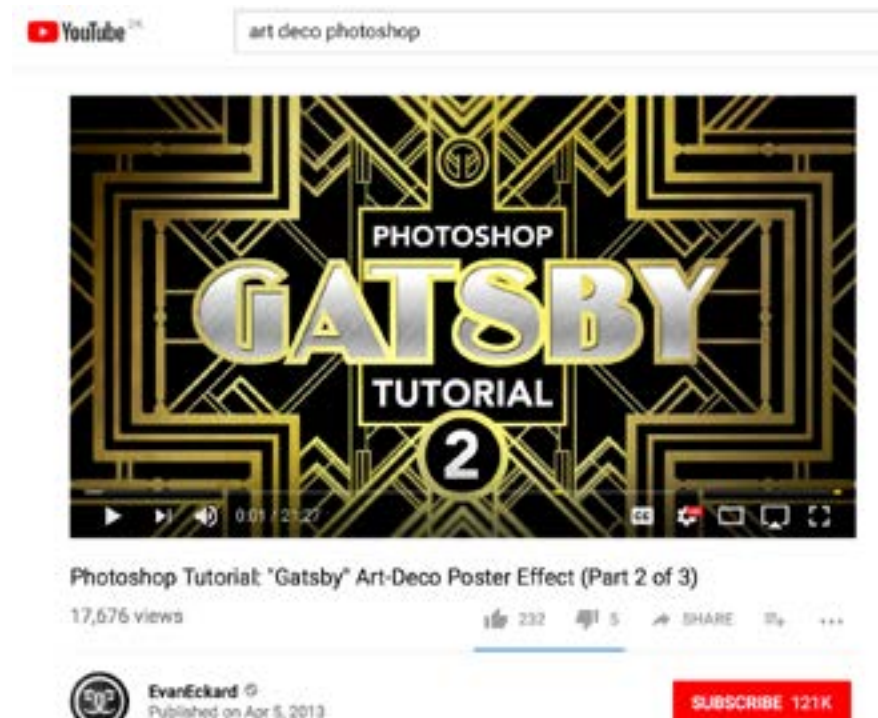 YouTube
art deco photoshop
PHOTOSHOP
GATSBY
TUTORIAL
2
0:01 / 21:27
Photoshop Tutorial: "Gatsby" Art-Deco Poster Effect (Part 2 of 3)
17,676 views 232 5 SHARE
EvanEckard
Published on Apr 5, 2013
SUBSCRIBE 121K